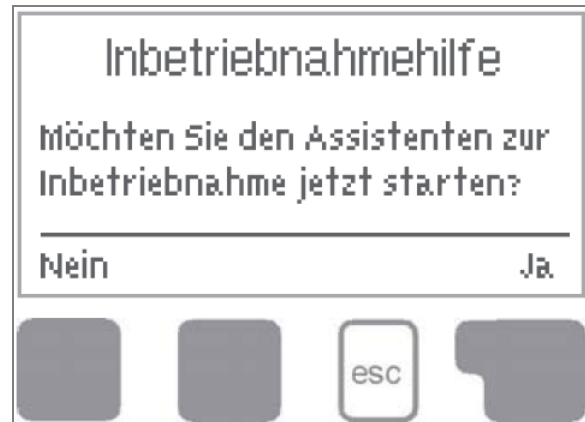 Inbetriebnahmehilfe
Möchten Sie den Assistenten zur
Inbetriebnahme jetzt starten?
Nein Ja
esc